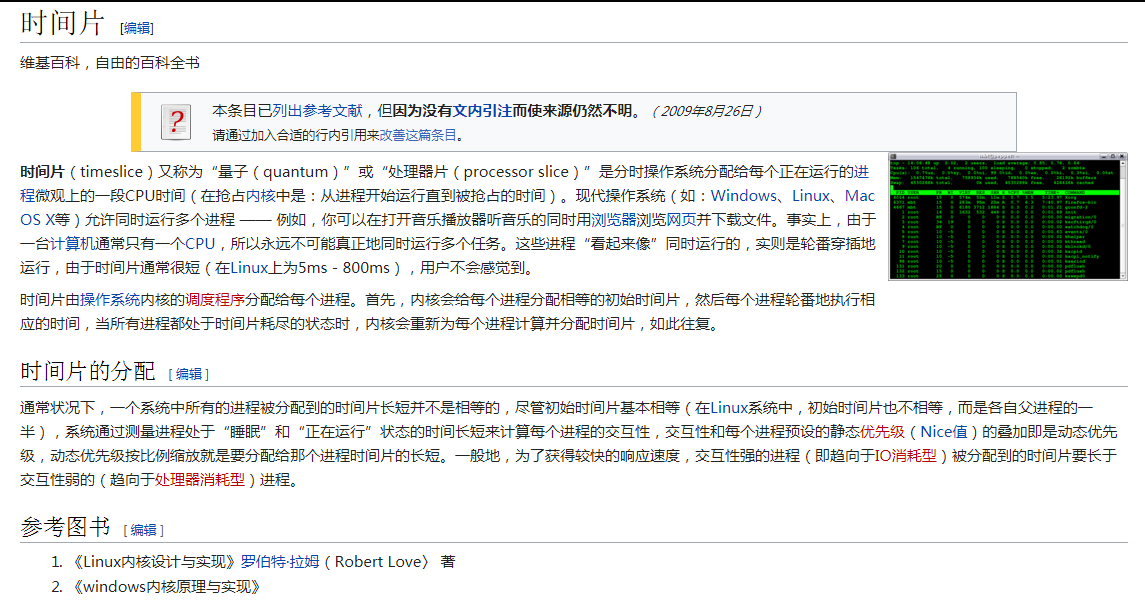 时间片 [编辑]
维基百科，自由的百科全书
本条目已列出参考文献，但因为没有文内引注而使来源仍然不明。（2009年8月26日）
请通过加入合适的行内引用来改善这篇条目。
时间片（timeslice）又称为“量子（quantum）”或“处理器片（processor slice）”是分时操作系统分配给每个正在运行的进
程微观上的一段CPU时间（在抢占内核中是：从进程开始运行直到被抢占的时间）。现代操作系统（如：Windows、Linux、Mac
OS X等）允许同时运行多个进程 —— 例如，你可以在打开音乐播放器听音乐的同时用浏览器浏览网页并下载文件。事实上，由于
一台计算机通常只有一个CPU，所以永远不可能真正地同时运行多个任务。这些进程“看起来像”同时运行的，实则是轮番穿插地
运行，由于时间片通常很短（在Linux上为5ms－800ms），用户不会感觉到。
时间片由操作系统内核的调度程序分配给每个进程。首先，内核会给每个进程分配相等的初始时间片，然后每个进程轮番地执行相
应的时间，当所有进程都处于时间片耗尽的状态时，内核会重新为每个进程计算并分配时间片，如此往复。
时间片的分配 [ 编辑 ]
通常状况下，一个系统中所有的进程被分配到的时间片长短并不是相等的，尽管初始时间片基本相等（在Linux系统中，初始时间片也不相等，而是各自父进程的一
半），系统通过测量进程处于“睡眠”和“正在运行”状态的时间长短来计算每个进程的交互性，交互性和每个进程预设的静态优先级（Nice值）的叠加即是动态优先
级，动态优先级按比例缩放就是要分配给那个进程时间片的长短。一般地，为了获得较快的响应速度，交互性强的进程（即趋向于IO消耗型）被分配到的时间片要长于
交互性弱的（趋向于处理器消耗型）进程。
参考图书 [ 编辑 ]
1. 《Linux内核设计与实现》罗伯特·拉姆（Robert Love〉 著
2. 《windows内核原理与实现》